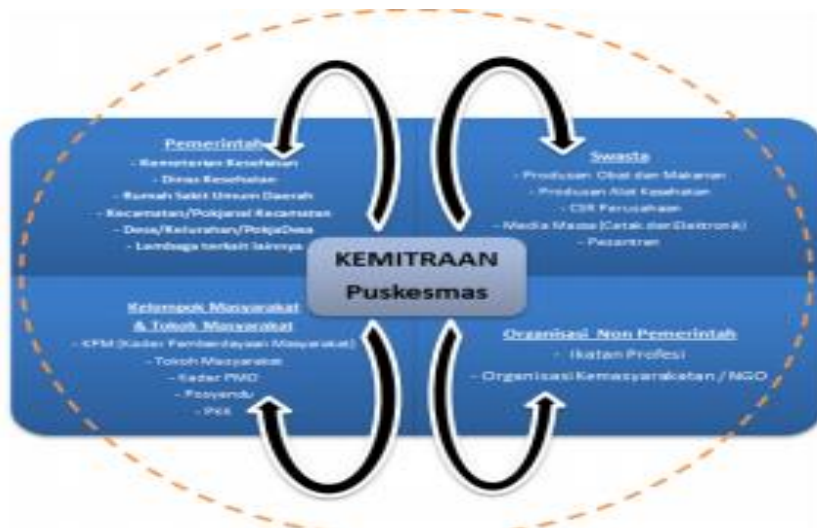 Pemerintah
- Kementerian Kesehatan
- Dinas Kesehatan
- Rumah Sakit Umum Daerah
- Kecamatan/Pokjanal Kecamatan
- Desa/Kelurahan/PokjaDesa
- Lembaga terkait lainnya
Swasta
- Produsen Obat dan Makanan
- Produsen Alat Kesehatan
- CSR Perusahaan
- Media Massa (Cetak dan Elektronik)
- Pesantren
KEMITRAAN
Puskesmas
Kelompok Masyarakat
& Tokoh Masyarakat
- KPM (Kader Pemberdayaan Masyarakat)
- Tokoh Masyarakat
- Kader PMD
- Posyandu
- PKK
Organisasi Non Pemerintah
- Ikatan Profesi
- Organisasi Kemasyarakatan / NGO